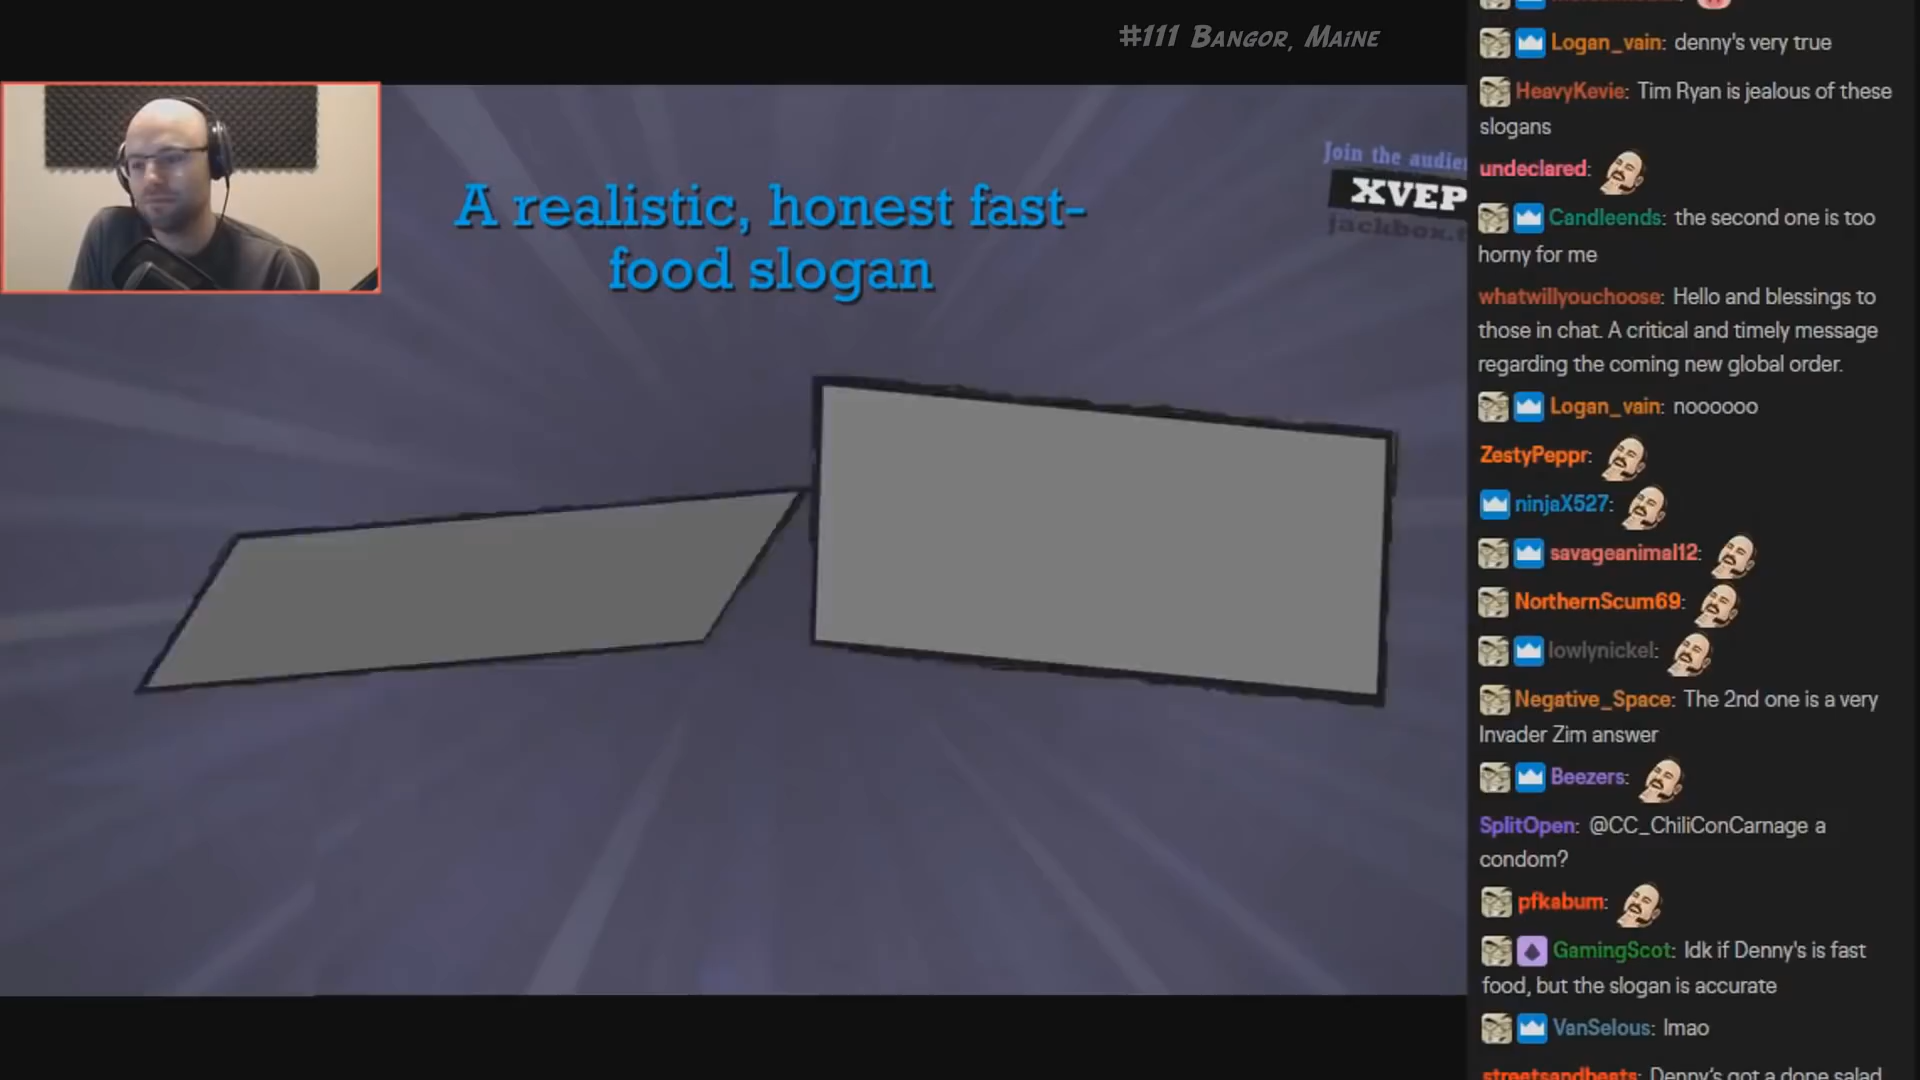 #111 BANGOR, MAINE
A realistic, honest fast-
food slogan
Join the audie
XVEP
jackbox.t
Logan_vain: denny's very true
HeavyKevie: Tim Ryan is jealous of these
slogans
undeclared:
Candleends: the second one is too
horny for me
whatwillyouchoose: Hello and blessings to
those in chat. A critical and timely message
regarding the coming new global order.
Logan_vain: noooooo
ZestyPeppr:
ninjaX527:
savageanimal12:
NorthernScum69:
lowlynickel:
Negative_Space: The 2nd one is a very
Invader Zim answer
Beezers:
SplitOpen: @CC_ChiliConCarnage a
condom?
pfkabum:
GamingScot: Idk if Denny's is fast
food, but the slogan is accurate
VanSelous: lmao
streetsandbeats: Denny's got a dope salad